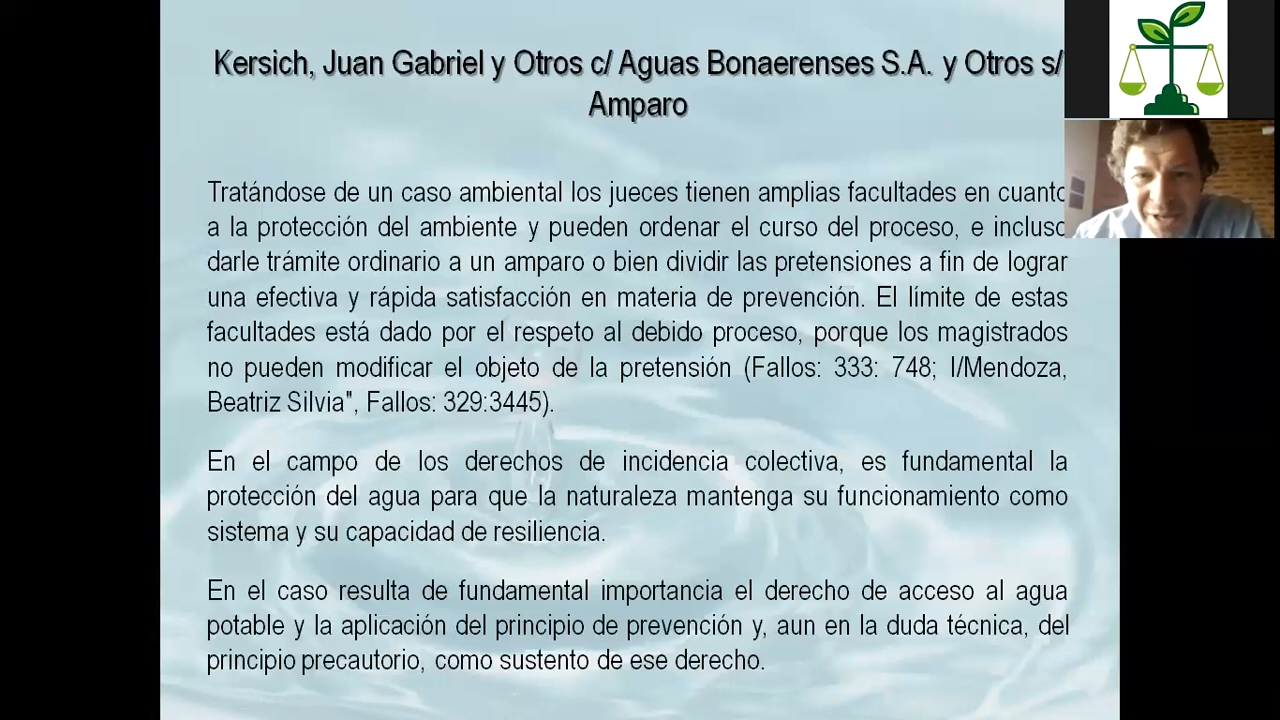 Kersich, Juan Gabriel y Otros c/ Aguas Bonaerenses S.A. y Otros s/
Amparo
Tratándose de un caso ambiental los jueces tienen amplias facultades en cuanto
a la protección del ambiente y pueden ordenar el curso del proceso, e incluso
darle trámite ordinario a un amparo o bien dividir las pretensiones a fin de lograr
una efectiva y rápida satisfacción en materia de prevención. El límite de estas
facultades está dado por el respeto al debido proceso, porque los magistrados
no pueden modificar el objeto de la pretensión (Fallos: 333: 748; I/Mendoza,
Beatriz Silvia", Fallos: 329:3445).
En el campo de los derechos de incidencia colectiva, es fundamental la
protección del agua para que la naturaleza mantenga su funcionamiento como
sistema y su capacidad de resiliencia.
En el caso resulta de fundamental importancia el derecho de acceso al agua
potable y la aplicación del principio de prevención y, aun en la duda técnica, del
principio precautorio, como sustento de ese derecho.